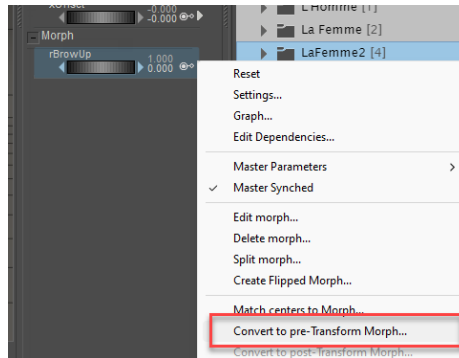 xOffset
-0.000
-0.000
Morph
rBrowUp
1.000
0.000
L'Homme [1]
La Femme [2]
LaFemme2 [4]
Reset
Settings...
Graph...
Edit Dependencies...
Master Parameters
Master Synched
Edit morph...
Delete morph...
Split morph...
Create Flipped Morph...
Match centers to Morph...
Convert to pre-Transform Morph...
Convert to post-Transform Morph...